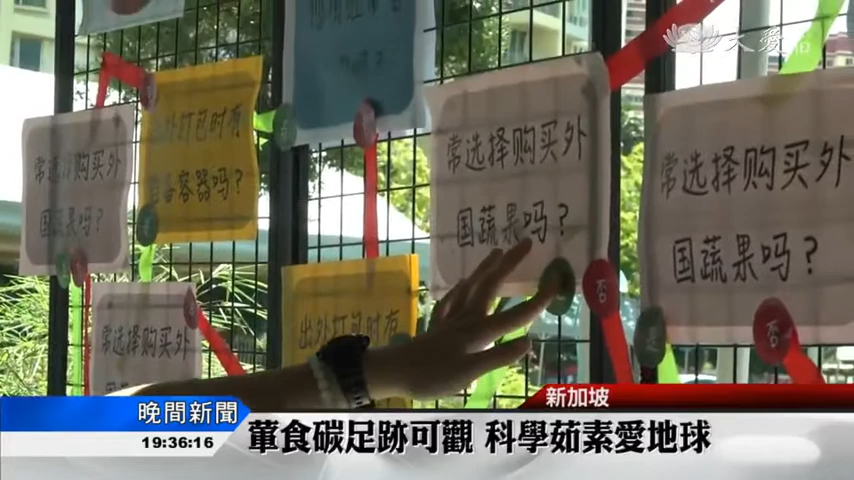 大愛
常选择购买外
国蔬果吗？
出外打包时有
自备容器吗？
常选择购买外
国蔬果吗？
否
常选择购买外
国蔬果吗？
否
常选择购买外
出外打包时有
新加坡
晚間新聞
19:36:16
葷食碳足跡可觀 科學茹素愛地球